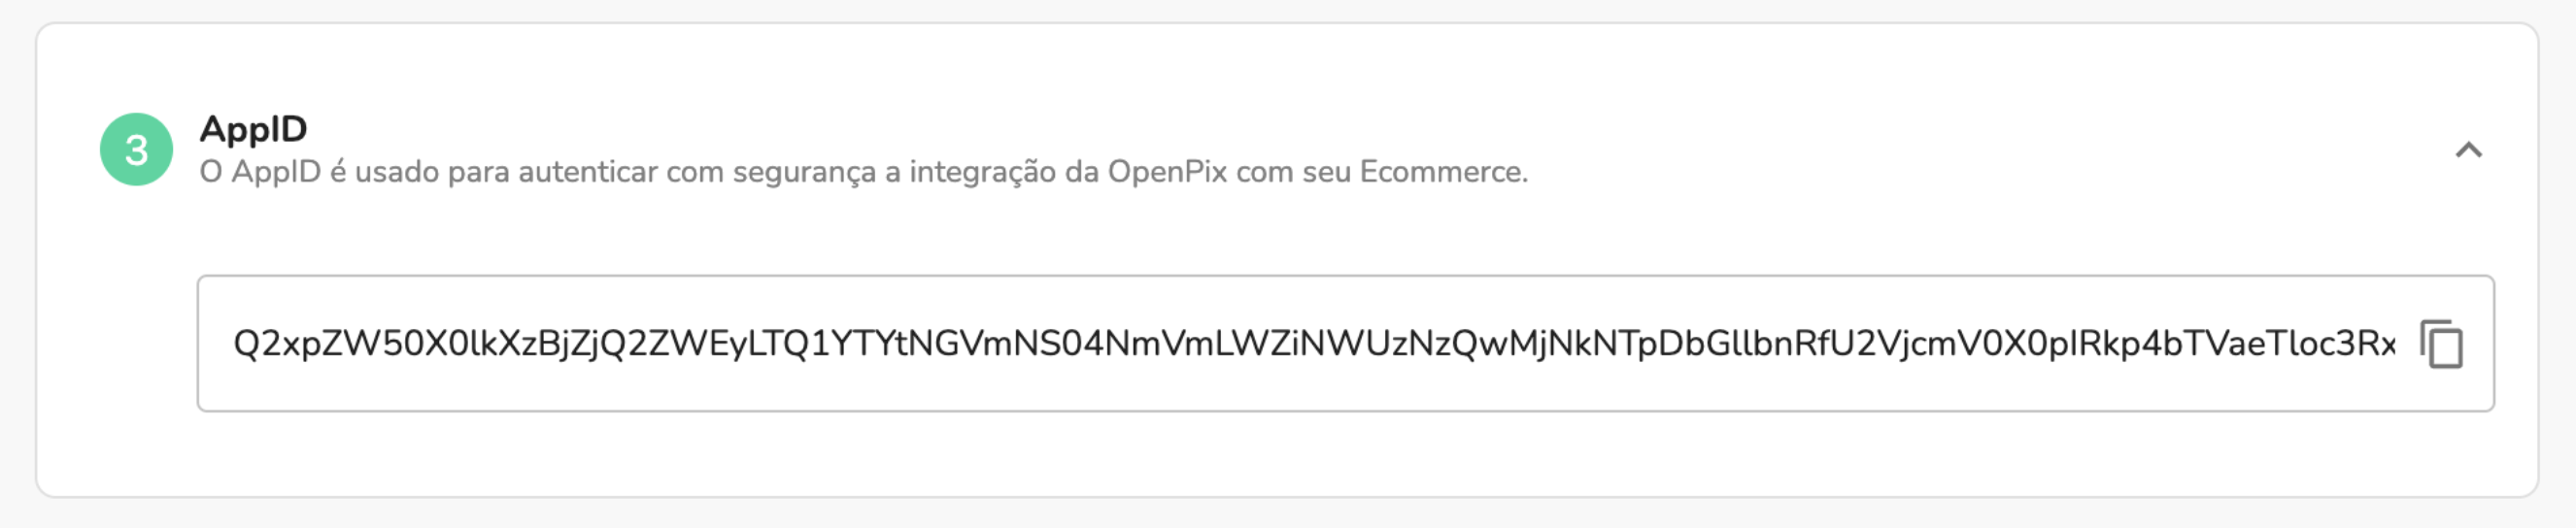 3
AppID
O AppID é usado para autenticar com segurança a integração da OpenPix com seu Ecommerce.
Q2xpZW50X0lkXzBjZjQ2ZWEyLTQ1YTYtNGVmNS04NmVmLWZiNWUzNzQwMjNkNTpDbGllbnRfU2VjcmV0X0pIRkp4bTVaeTloc3Rx